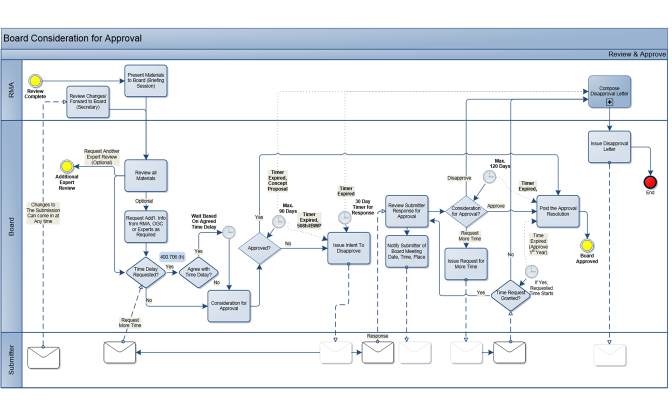 Board Consideration for Approval
Review & Approve
RMA
Board
Submitter
Review
Complete
Present Materials
to Board (Briefing
Session)
Review Changes/
Forward to Board
(Secretary)
Compose
Disapproval Letter
Issue Disapproval
Letter
End
Request Another
Expert Review
(Optional)
Additional
Expert
Review
Review all
Materials
Optional
Request Add'l. Info
from RMA, OGC
or Experts as
Required
Changes to
The Submission
Can come in at
Any time
400.706 (h)
Time Delay
Requested?
Yes
No
Request
More Time
Wait Based
On Agreed
Time Delay
Agree with
Time Delay?
No
Consideration for
Approval
Yes
Approved?
No
Timer
Expired,
Concept
Proposal
Max.
90 Days
Timer
Expired,
508h/IBWP
Timer
Expired
30 Day
Timer for
Response
Issue Intent To
Disapprove
Response
Review Submitter
Response for
Approval
Notify Submitter of
Board Meeting
Date, Time, Place
Disapprove
Consideration
for Approval?
Approve
Request
More Time
Issue Request for
More Time
Max.
120 Days
Timer
Expired,
Post the Approval
Resolution
Board
Approved
Time
Expired
(Approve
1st Year)
No
If Yes,
Requested
Time Starts
Time Request
Granted?
Yes